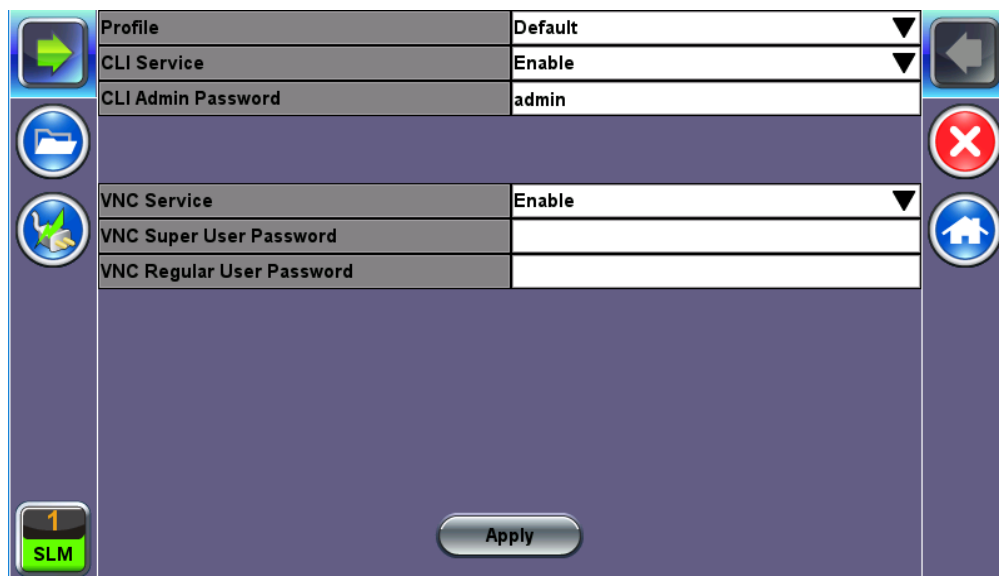 Profile Default
CLI Service Enable
CLI Admin Password admin
VNC Service Enable
VNC Super User Password
VNC Regular User Password
1
SLM
Apply